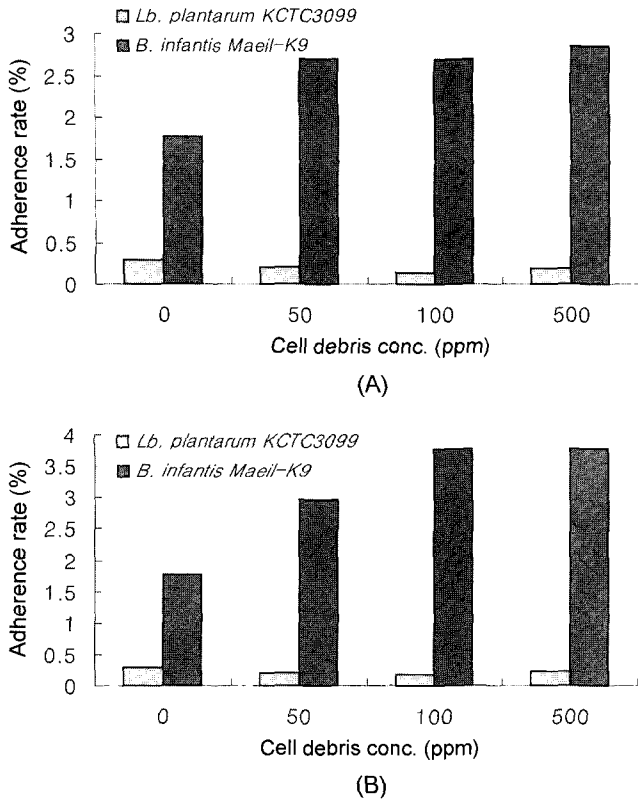 Lb. plantarum KCTC3099
B. infantis Maeil-K9
Adherence rate (%)
3
2.5
2
1.5
1
0.5
0
0
50
100
500
Cell debris conc. (ppm)
(A)
Lb. plantarum KCTC3099
B. infantis Maeil-K9
Adherence rate (%)
4
3.5
3
2.5
2
1.5
1
0.5
0
0
50
100
500
Cell debris conc. (ppm)
(B)